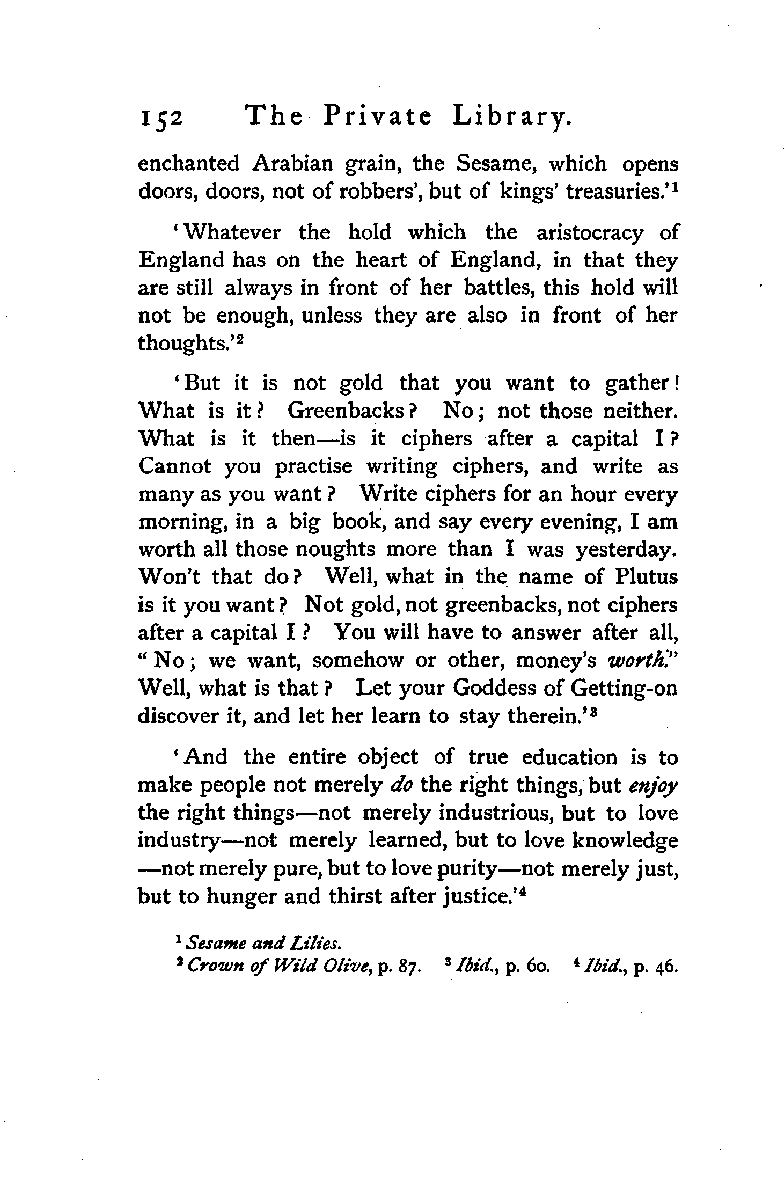 152 The Private Library.
enchanted Arabian grain, the Sesame, which opens
doors, doors, not of robbers', but of kings' treasuries.'¹
'Whatever the hold which the aristocracy of
England has on the heart of England, in that they
are still always in front of her battles, this hold will
not be enough, unless they are also in front of her
thoughts.'²
'But it is not gold that you want to gather!
What is it? Greenbacks? No; not those neither.
What is it then—is it ciphers after a capital I?
Cannot you practise writing ciphers, and write as
many as you want? Write ciphers for an hour every
morning, in a big book, and say every evening, I am
worth all those noughts more than I was yesterday.
Won't that do? Well, what in the name of Plutus
is it you want? Not gold, not greenbacks, not ciphers
after a capital I? You will have to answer after all,
"No; we want, somehow or other, money's worth."
Well, what is that? Let your Goddess of Getting-on
discover it, and let her learn to stay therein.'³
'And the entire object of true education is to
make people not merely do the right things, but enjoy
the right things—not merely industrious, but to love
industry—not merely learned, but to love knowledge
—not merely pure, but to love purity—not merely just,
but to hunger and thirst after justice.'⁴
¹ Sesame and Lilies.
² Crown of Wild Olive, p. 87. ³ Ibid., p. 60. ⁴ Ibid., p. 46.